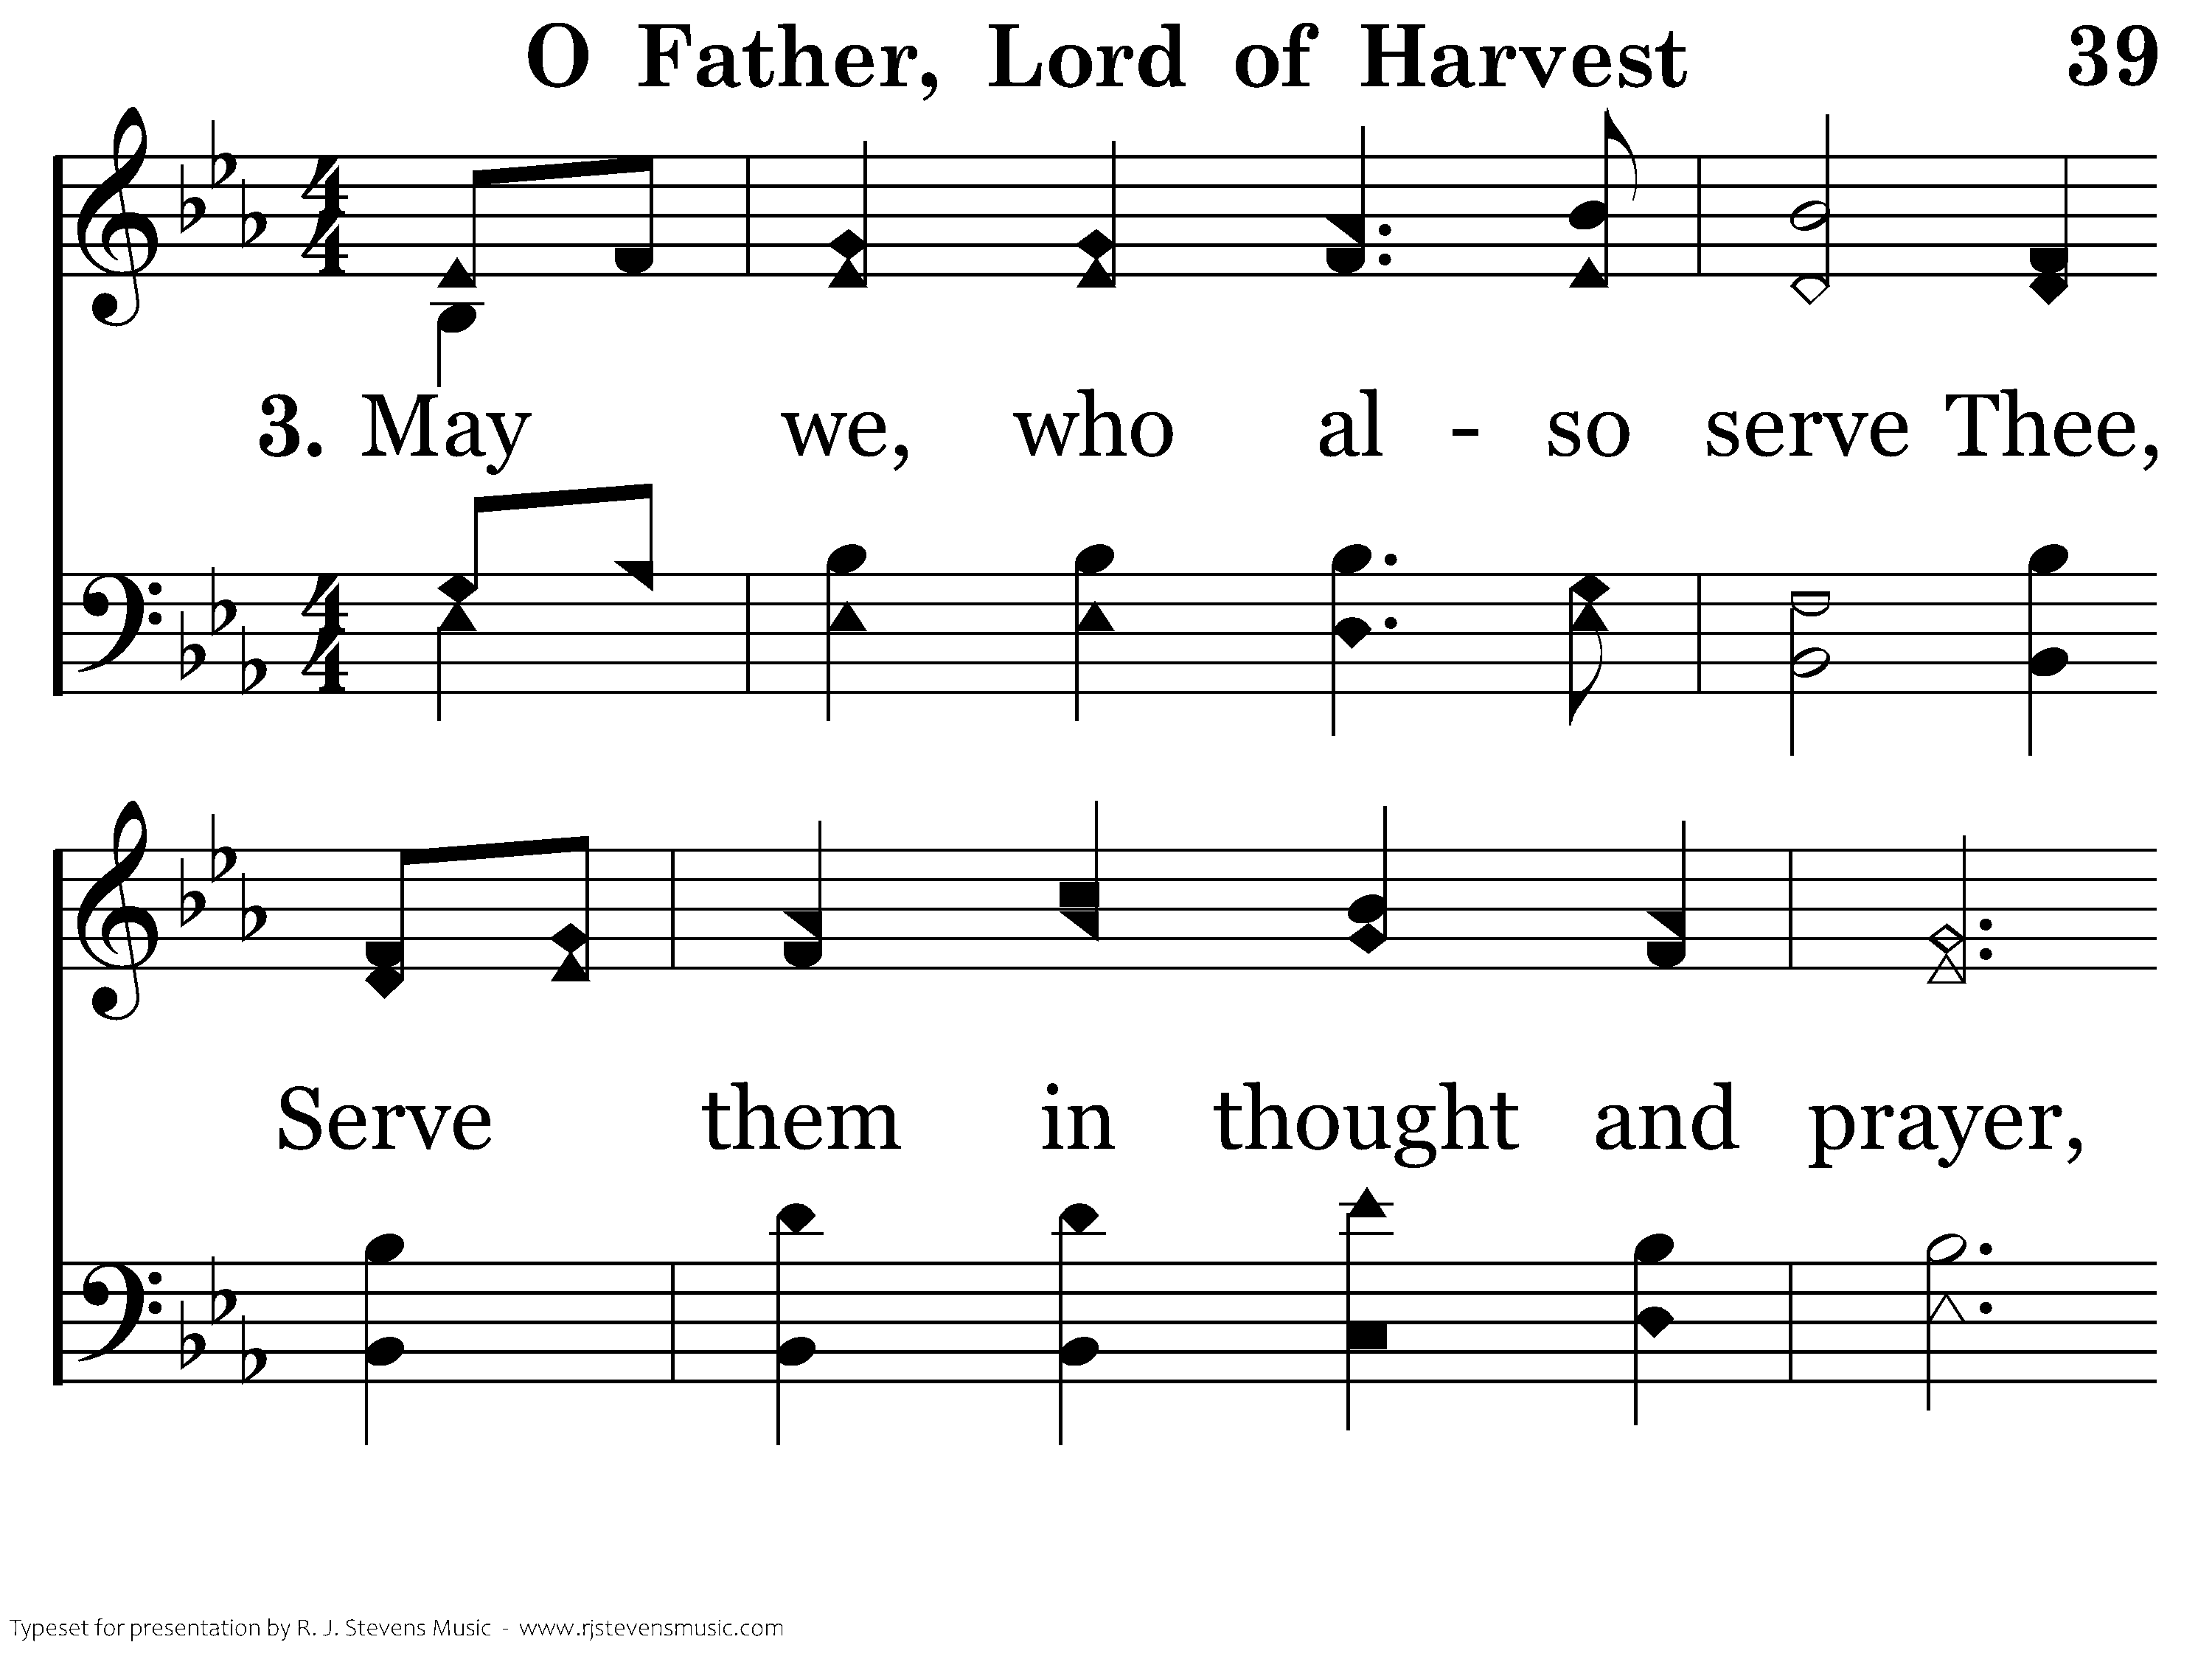 O Father, Lord of Harvest 39
3. May we, who al - so serve Thee,
Serve them in thought and prayer,
Typeset for presentation by R. J. Stevens Music - www.rjstevensmusic.com